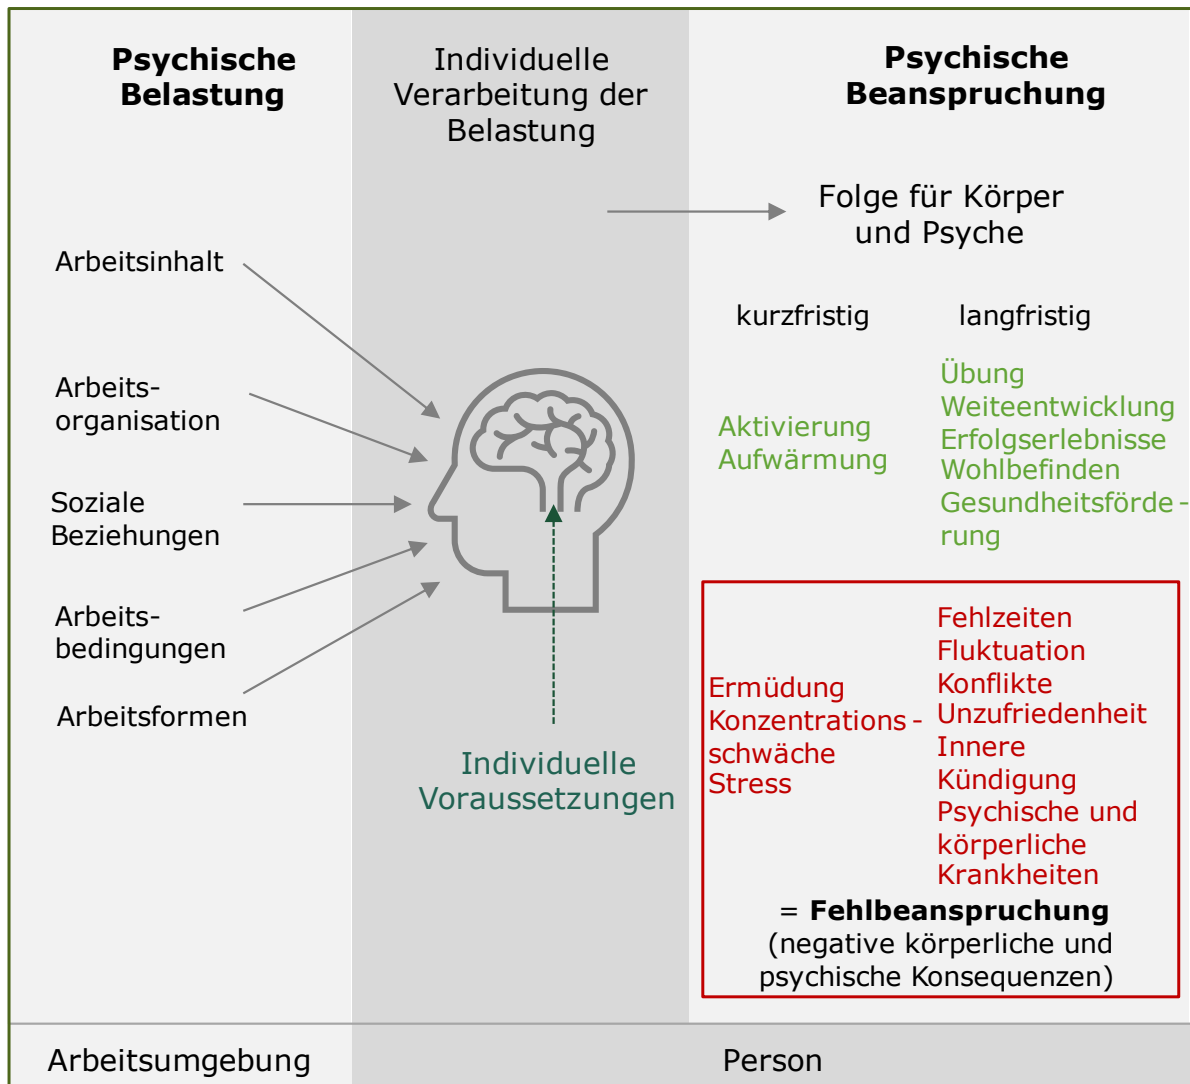 Psychische
Belastung
Individuelle
Verarbeitung der
Belastung
Psychische
Beanspruchung
Folge für Körper
und Psyche
Arbeitsinhalt
Arbeits-
organisation
Soziale
Beziehungen
Arbeits-
bedingungen
Arbeitsformen
Individuelle
Voraussetzungen
kurzfristig
langfristig
Aktivierung
Aufwärmung
Übung
Weiteentwicklung
Erfolgserlebnisse
Wohlbefinden
Gesundheitsförde-
rung
Ermüdung
Konzentrations-
schwäche
Stress
Fehlzeiten
Fluktuation
Konflikte
Unzufriedenheit
Innere
Kündigung
Psychische und
körperliche
Krankheiten
= Fehlbeanspruchung
(negative körperliche und
psychische Konsequenzen)
Arbeitsumgebung
Person